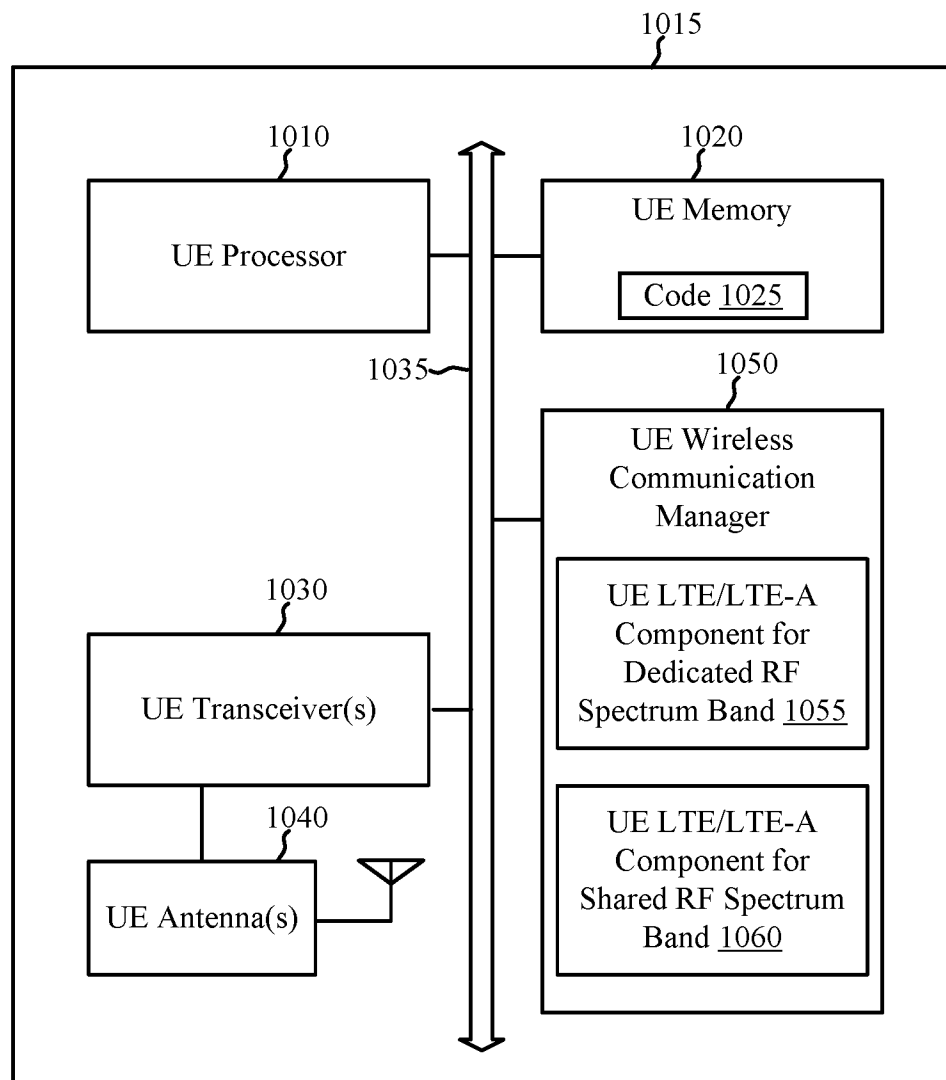 1015
1010
UE Processor
1020
UE Memory
Code 1025
1035
1050
UE Wireless
Communication
Manager
UE LTE/LTE-A
Component for
Dedicated RF
Spectrum Band 1055
1030
UE Transceiver(s)
1040
UE Antenna(s)
UE LTE/LTE-A
Component for
Shared RF Spectrum
Band 1060